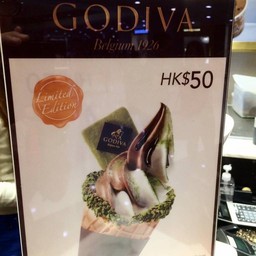 GODIVA
Belgium 1926
HK$50
Limited
Edition
GODIVA